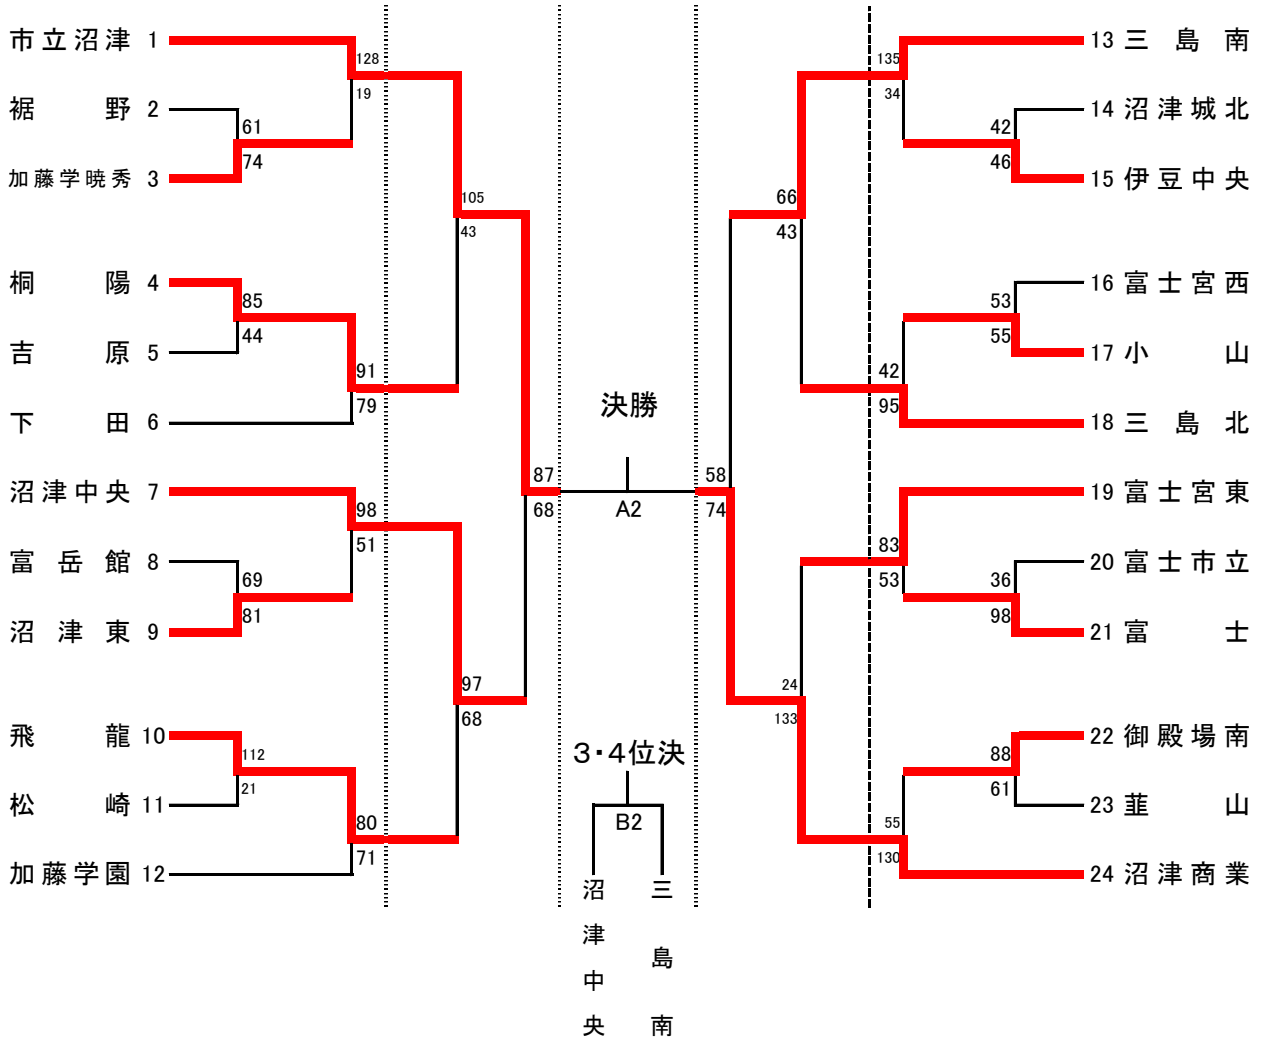 市立沼津 1
裾野 2
加藤学暁秀 3
桐陽 4
吉原 5
下田 6
沼津中央 7
富岳館 8
沼津東 9
飛龍 10
松崎 11
加藤学園 12
128
19
61
74
85
44
91
79
98
51
69
81
112
21
80
71
105
43
97
68
87
68
決勝
A2
58
74
3・4位決
B2
沼津中央
三島南
66
43
24
133
135
34
42
46
53
55
42
95
83
53
36
98
88
61
55
130
13 三島南
14 沼津城北
15 伊豆中央
16 富士宮西
17 小山
18 三島北
19 富士宮東
20 富士市立
21 富士
22 御殿場南
23 韮山
24 沼津商業